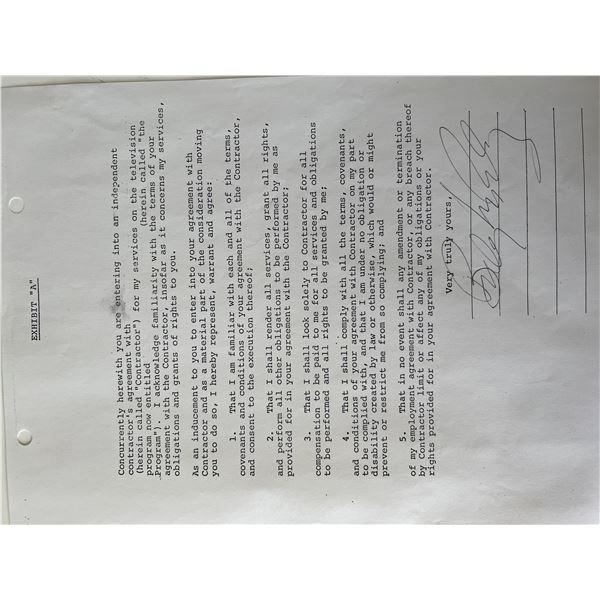 EXHIBIT "A"
Concurrently herewith you are entering into an independent
contractor's agreement with
(herein called "Contractor") for my services on the television
program now entitled (herein called "the
Program"). I acknowledge familiarity with the terms of your
agreement with the Contractor, insofar as it concerns my services,
obligations and grants of rights to you.
As an inducement to you to enter into your agreement with
Contractor and as a material part of the consideration moving
you to do so, I hereby represent, warrant and agree:
1. That I am familiar with each and all of the terms,
covenants and conditions of your agreement with the Contractor,
and consent to the execution thereof;
2. That I shall render all services, grant all rights,
and perform all other obligations to be performed by me as
provided for in your agreement with the Contractor;
3. That I shall look solely to Contractor for all
compensation to be paid to me for all services and obligations
to be performed and all rights to be granted by me;
4. That I shall comply with all the terms, covenants,
and conditions of your agreement with Contractor on my part
to be complied with, and that I am under no obligation or
disability created by law or otherwise, which would or might
prevent or restrict me from so complying; and
5. That in no event shall any amendment or termination
of my employment agreement with Contractor, or any breach thereof
by Contractor limit or affect any of my obligations or your
rights provided for in your agreement with Contractor.
Very truly yours,